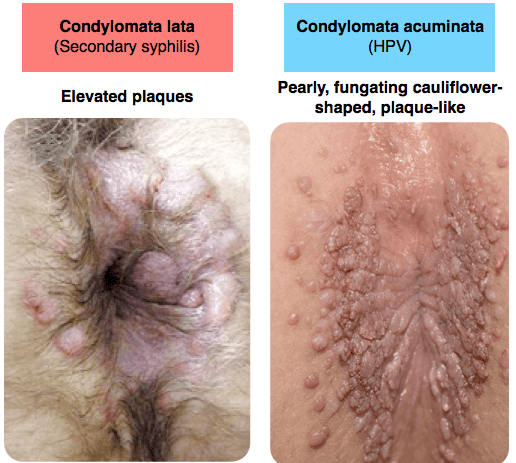 Condylomata lata
(Secondary syphilis)
Elevated plaques
Condylomata acuminata
(HPV)
Pearly, fungating cauliflower-
shaped, plaque-like